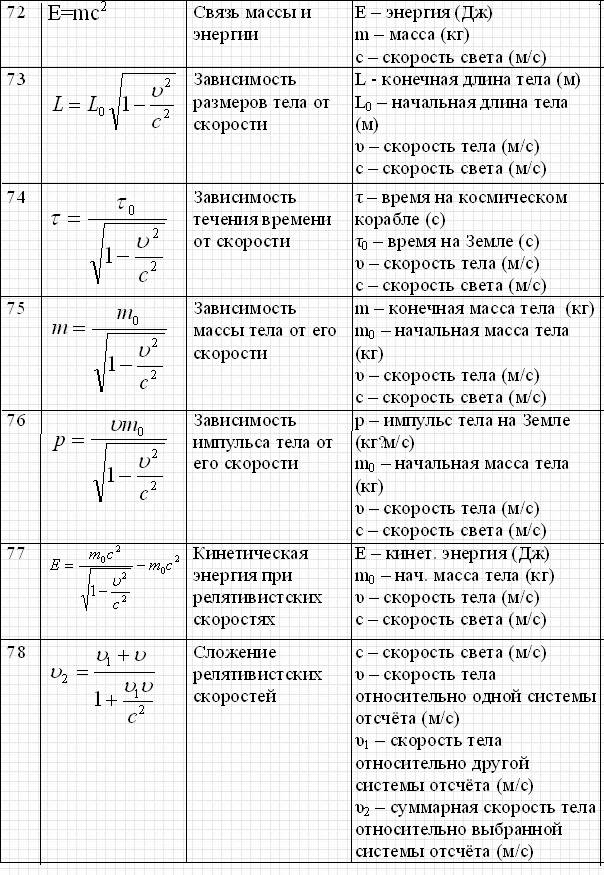 72 E=mc² Связь массы и E – энергия (Дж)
энергии m – масса (кг)
с – скорость света (м/с)
73 L = L₀√(1 − υ²/c²) Зависимость L - конечная длина тела (м)
размеров тела от L₀ – начальная длина тела
скорости (м)
υ – скорость тела (м/с)
с – скорость света (м/с)
74 τ = τ₀/√(1 − υ²/c²) Зависимость τ – время на космическом
течения времени корабле (с)
от скорости τ₀ – время на Земле (с)
υ – скорость тела (м/с)
с – скорость света (м/с)
75 m = m₀/√(1 − υ²/c²) Зависимость m – конечная масса тела (кг)
массы тела от его m₀ – начальная масса тела
скорости (кг)
υ – скорость тела (м/с)
с – скорость света (м/с)
76 p = υm₀/√(1 − υ²/c²) Зависимость р – импульс тела на Земле
импульса тела от (кг?м/с)
его скорости m₀ – начальная масса тела
(кг)
υ – скорость тела (м/с)
с – скорость света (м/с)
77 E = m₀c²/√(1 − υ²/c²) − m₀c² Кинетическая E – кинет. энергия (Дж)
энергия при m₀ – нач. масса тела (кг)
релятивистских υ – скорость тела (м/с)
скоростях с – скорость света (м/с)
78 υ₂ = (υ₁ + υ)/(1 + υ₁υ/c²) Сложение с – скорость света (м/с)
релятивистских υ – скорость тела
скоростей относительно одной системы
отсчёта (м/с)
υ₁ – скорость тела
относительно другой
системы отсчёта (м/с)
υ₂ – суммарная скорость тела
относительно выбранной
системы отсчёта (м/с)